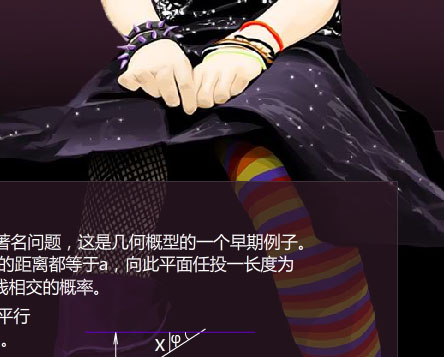 著名问题，这是几何概型的一个早期例子。
的距离都等于a，向此平面任投一长度为
线相交的概率。
平行
。
x φ